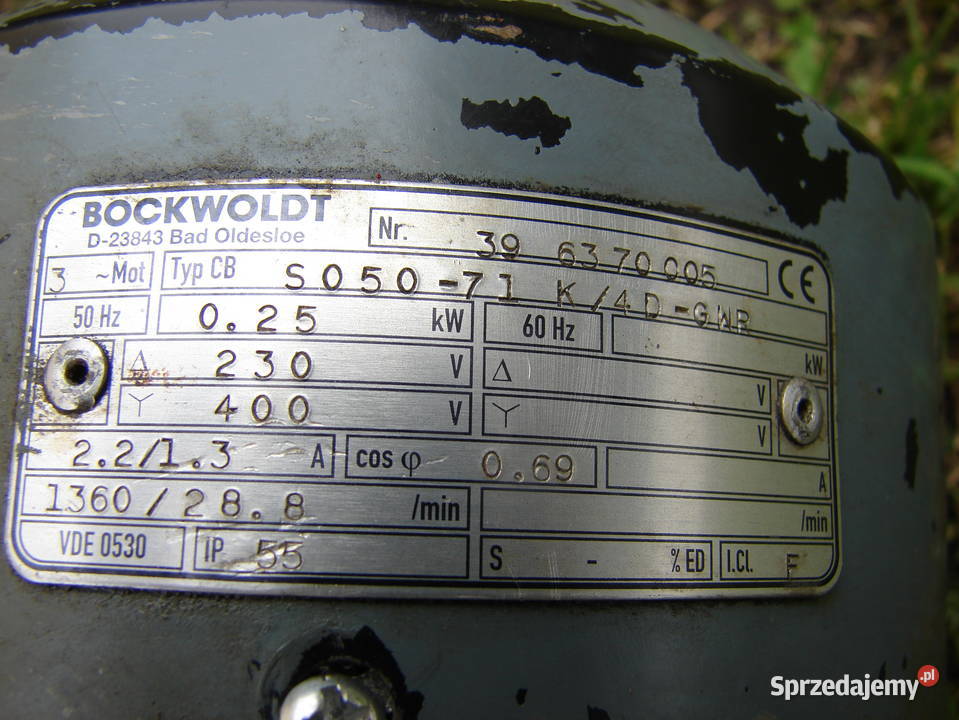 BOCKWOLDT
D-23843 Bad Oldesloe
Nr. 39 6370005
CE
3 ~Mot Typ CB S050-71 K/4D-GWR
50 Hz 0.25 kW 60 Hz kW
Δ 230 V Δ V
Y 400 V Y V
2.2/1.3 A cos φ 0.69 A
1360/28.8 /min /min
VDE 0530 IP 55 S - % ED I.Cl. F
Sprzedajemy.pl